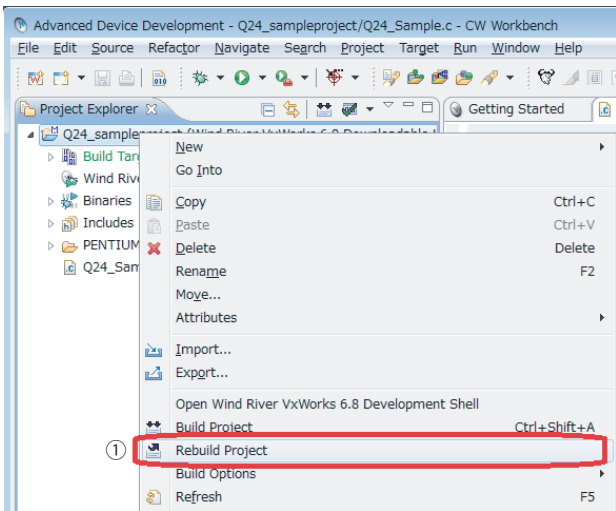 Advanced Device Development - Q24_sampleproject/Q24_Sample.c - CW Workbench
File Edit Source Refactor Navigate Search Project Target Run Window Help
Project Explorer
Getting Started
Q24_sampleproject (Wind River VxWorks 6.8 Downloadable
Build Tar
Wind Rive
Binaries
Includes
PENTIUM
Q24_Sam
New
Go Into
Copy Ctrl+C
Paste Ctrl+V
Delete Delete
Rename F2
Move...
Attributes
Import...
Export...
Open Wind River VxWorks 6.8 Development Shell
Build Project Ctrl+Shift+A
① Rebuild Project
Build Options
Refresh F5